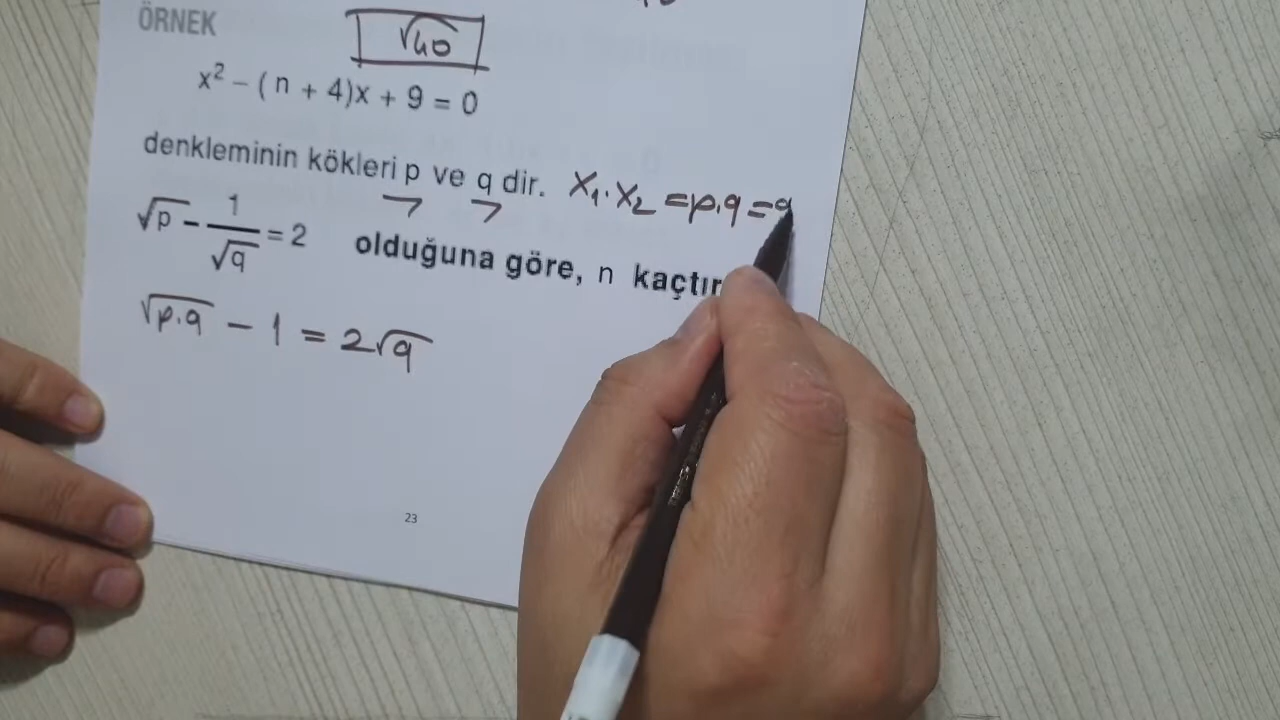 ÖRNEK
√40
x² − (n + 4)x + 9 = 0
denkleminin kökleri p ve q dir. x₁.x₂ = p.q = 9
√p − 1/√q = 2 olduğuna göre, n kaçtır
√p.q − 1 = 2√q
23